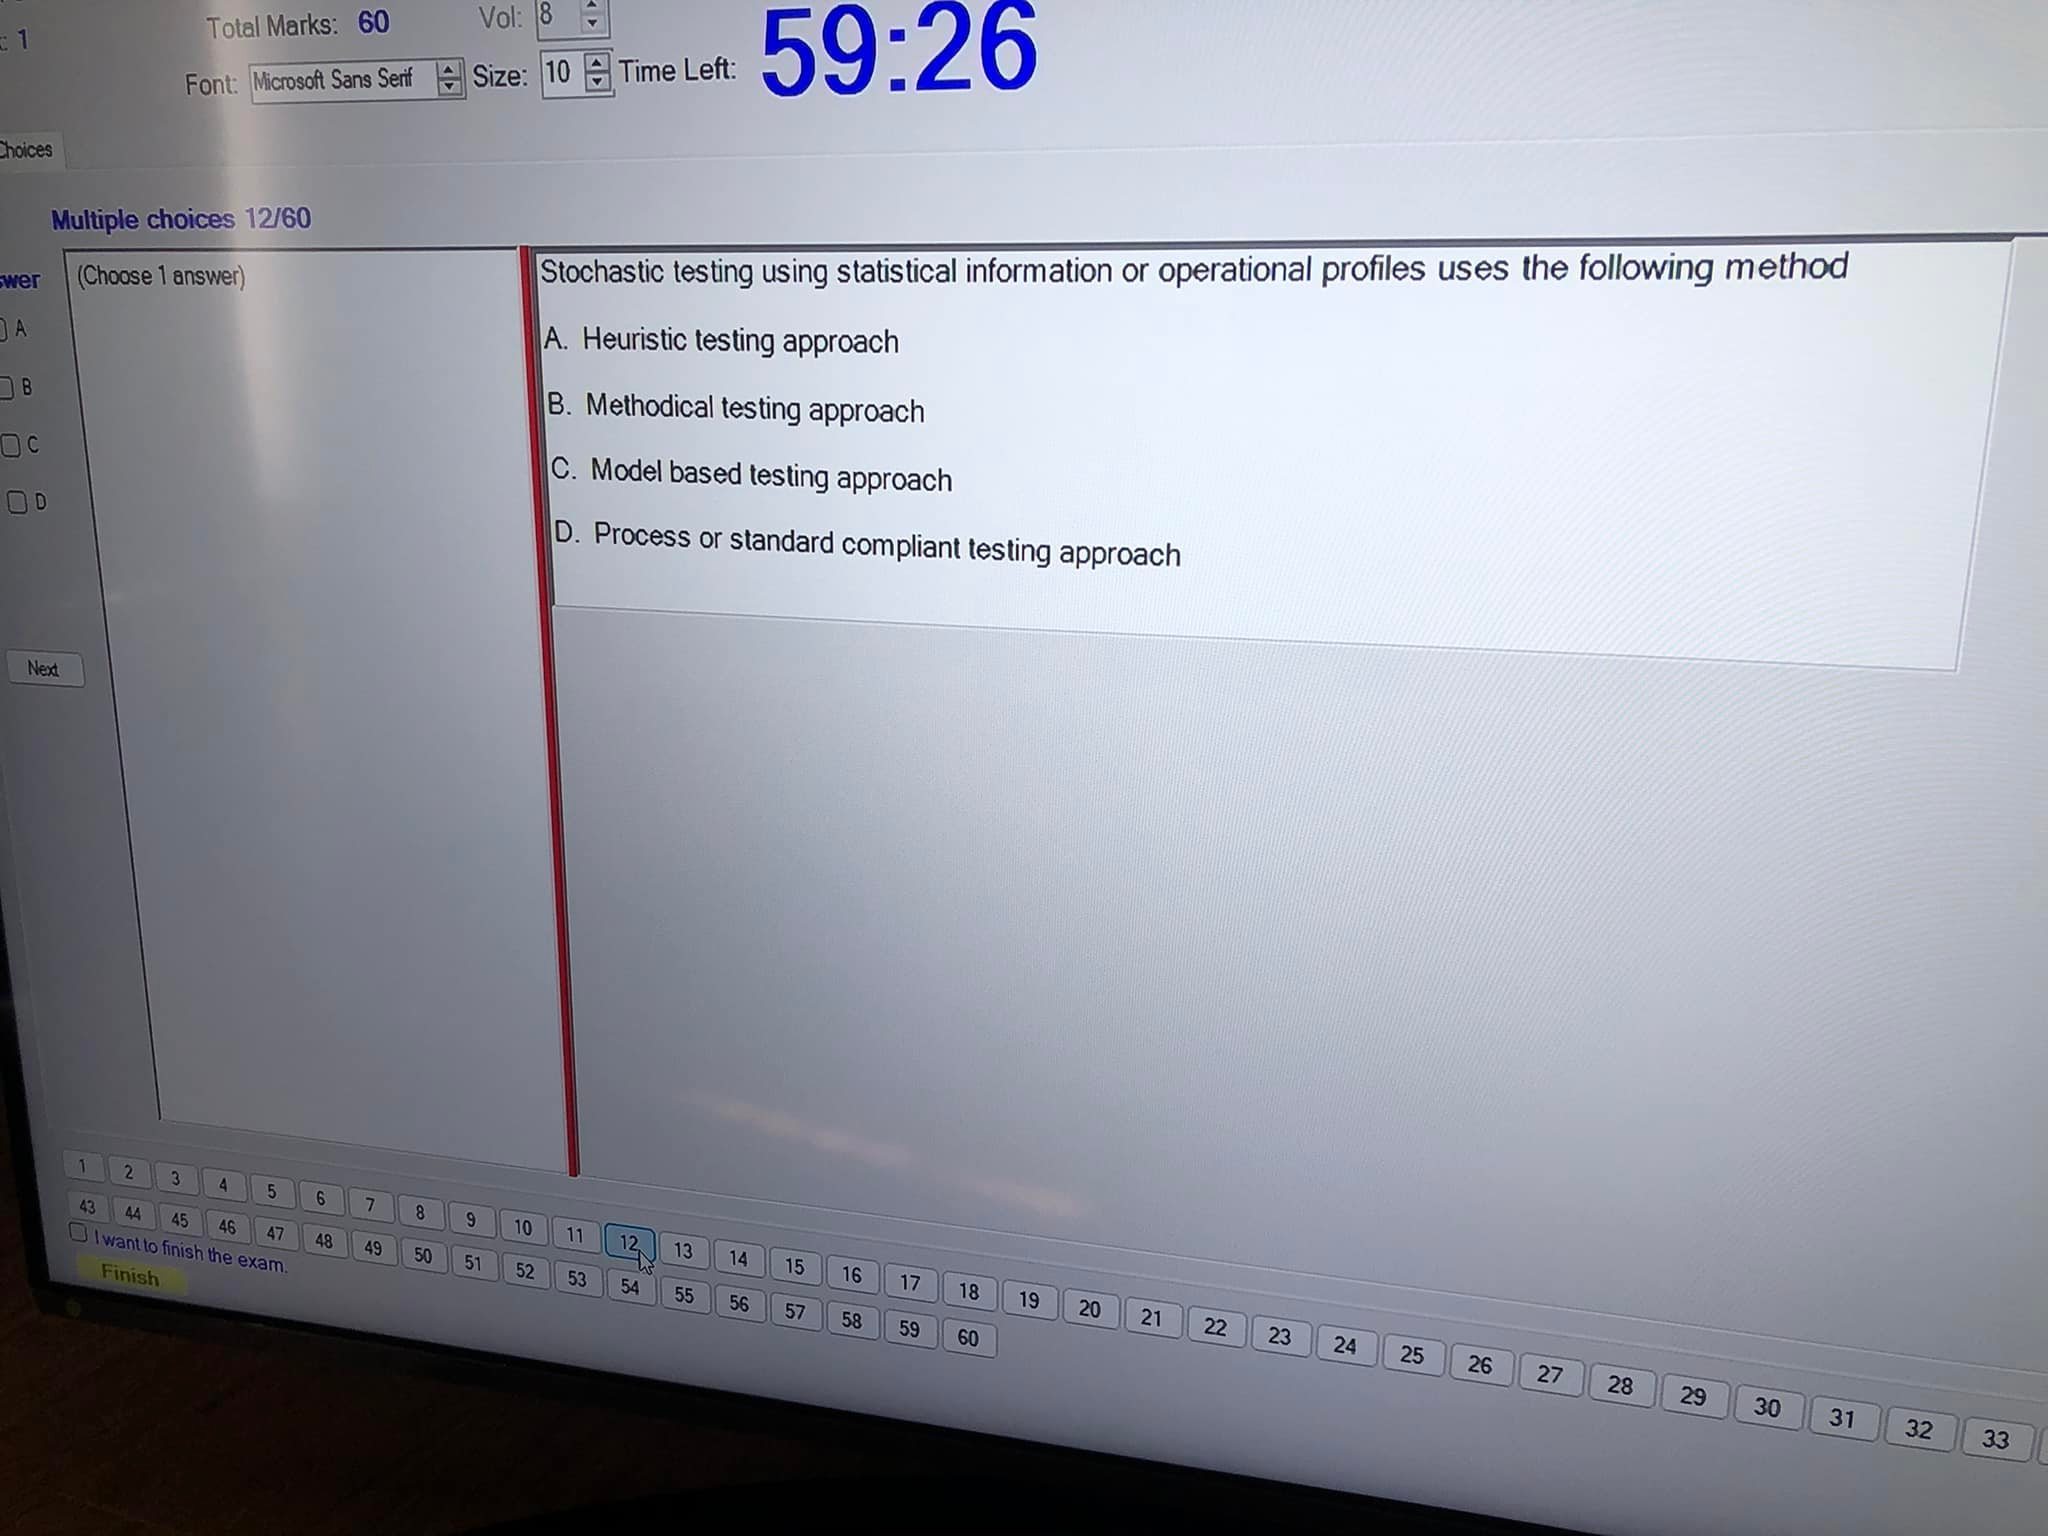 : 1
Total Marks: 60
Vol: 8
Font: Microsoft Sans Serif
Size: 10
Time Left: 59:26
Choices
Multiple choices 12/60
(Choose 1 answer)
A
B
C
D
Next
Stochastic testing using statistical information or operational profiles uses the following method
A. Heuristic testing approach
B. Methodical testing approach
C. Model based testing approach
D. Process or standard compliant testing approach
1 2 3 4 5 6 7 8 9 10 11 12 13 14 15 16 17 18 19 20 21 22 23 24 25 26 27 28 29 30 31 32 33
43 44 45 46 47 48 49 50 51 52 53 54 55 56 57 58 59 60
I want to finish the exam.
Finish